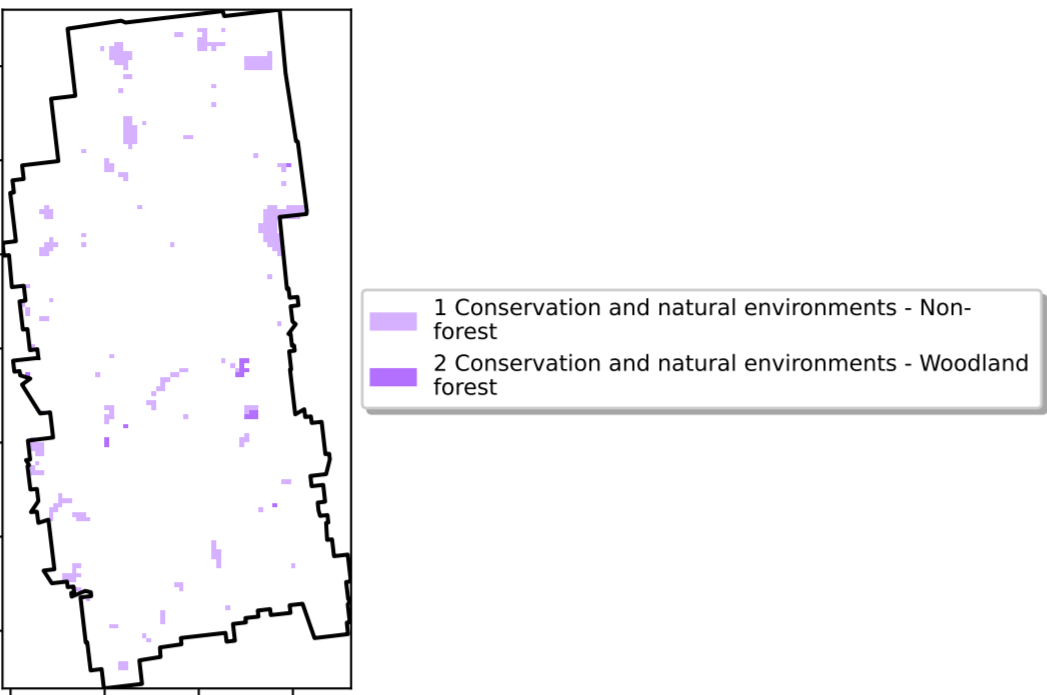 1 Conservation and natural environments - Non-
forest
2 Conservation and natural environments - Woodland
forest